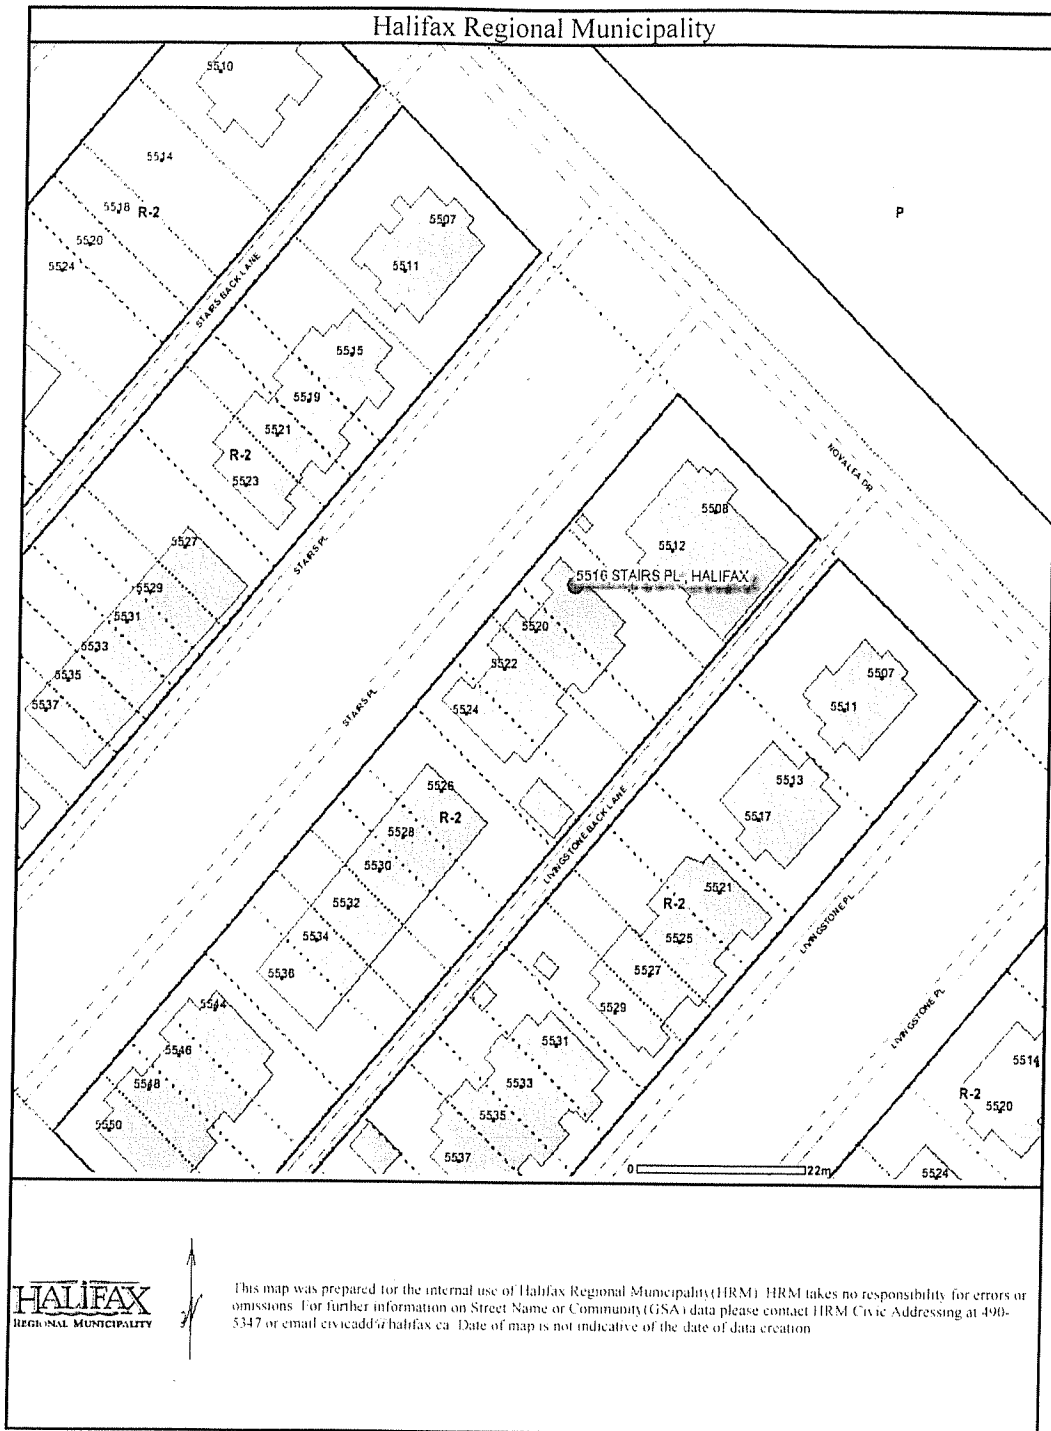 Halifax Regional Municipality
5510
5514
5518 R-2
5520
5524
P
5507
5511
STAIRS BACK LANE
5515
5519
5521
R-2
5523
NOVALEA DR
5508
5512
5527
STAIRS PL
5516 STAIRS PL , HALIFAX
5529
5531
5520
5533
5522
5535
5507
5537
STAIRS PL
5524
5511
5513
5526
R-2
5517
5528
LIVINGSTONE BACK LANE
5530
5521
5532
R-2
5534
5525
LIVINGSTONE PL
5527
5538
5544
5529
LIVINGSTONE PL
5531
5546
5514
5548
5533
R-2
5520
5550
5535
5537
0 22m
5524
HALIFAX
REGIONAL MUNICIPALITY
N
This map was prepared for the internal use of Halifax Regional Municipality (HRM). HRM takes no responsibility for errors or
omissions. For further information on Street Name or Community (GSA) data please contact HRM Civic Addressing at 490-
5347 or email civicadd@halifax.ca. Date of map is not indicative of the date of data creation